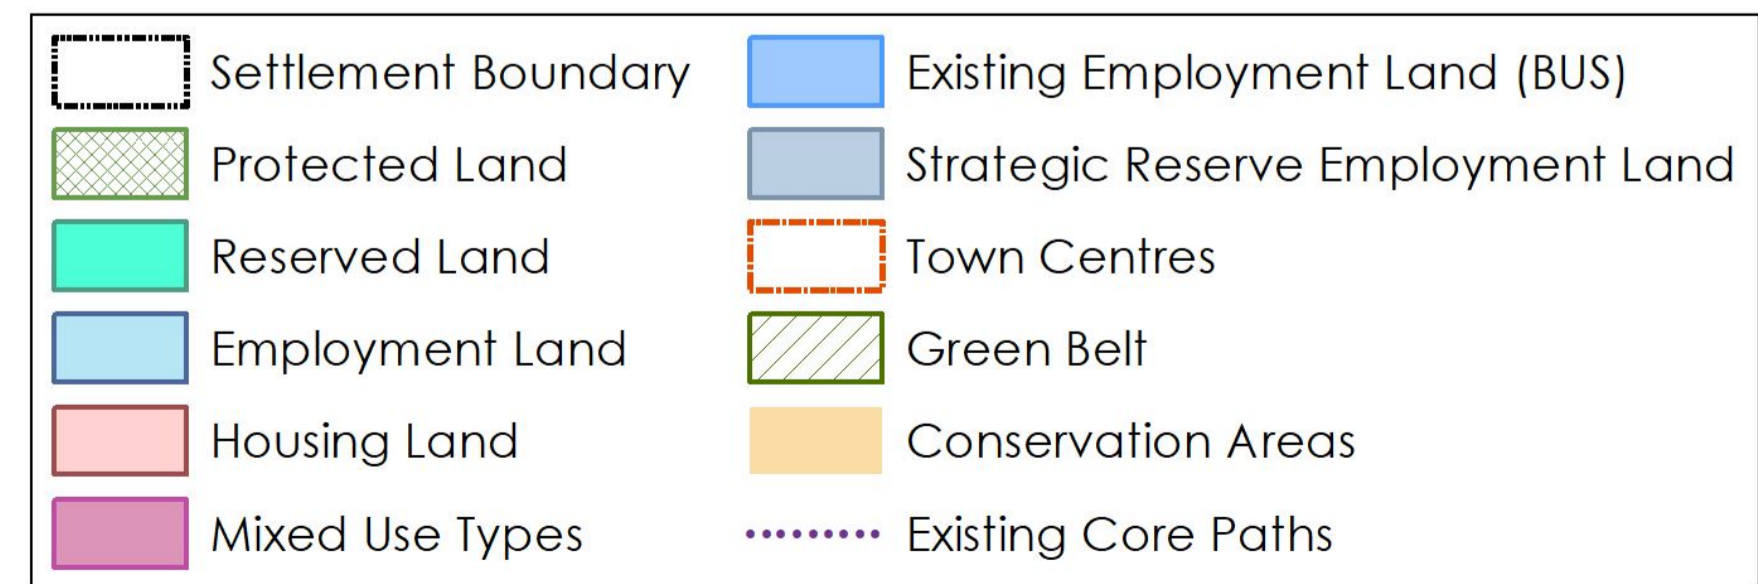 Settlement Boundary
Protected Land
Reserved Land
Employment Land
Housing Land
Mixed Use Types
Existing Employment Land (BUS)
Strategic Reserve Employment Land
Town Centres
Green Belt
Conservation Areas
Existing Core Paths